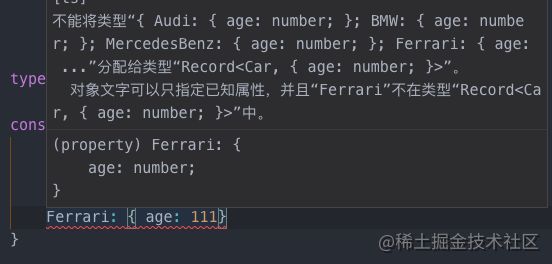 [ts]
不能将类型“{ Audi: { age: number; }; BMW: { age: numbe
r; }; MercedesBenz: { age: number; }; Ferrari: { age:
...”分配给类型“Record<Car, { age: number; }>”。
对象文字可以只指定已知属性，并且“Ferrari”不在类型“Record<Ca
r, { age: number; }>”中。
type
cons
(property) Ferrari: {
age: number;
}
Ferrari: { age: 111}
}
@稀土掘金技术社区